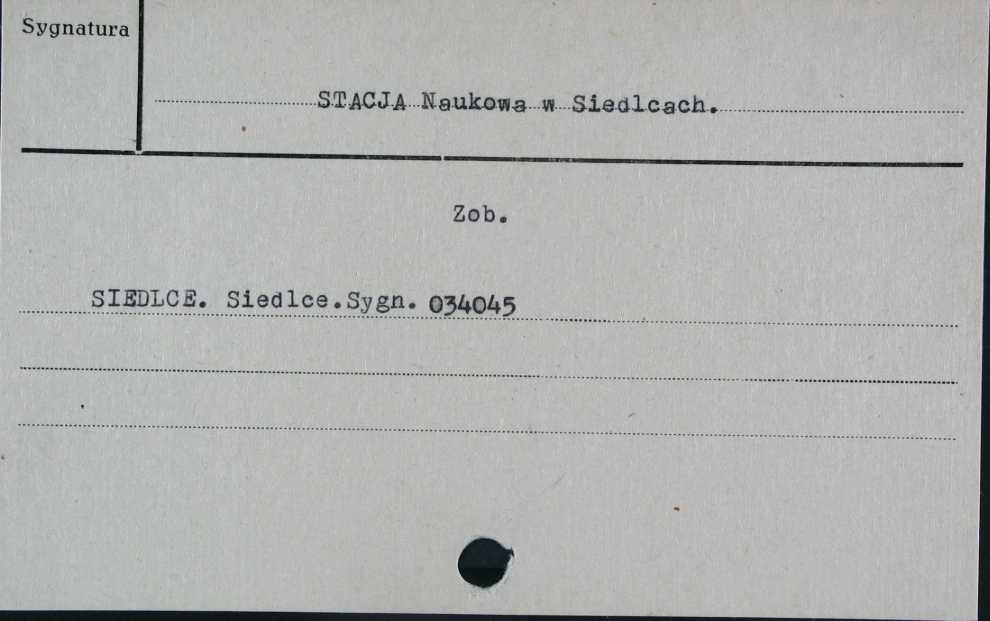 Sygnatura
STACJA Naukowa w Siedlcach.
Zob.
SIEDLCE. Siedlce.Sygn. 034045